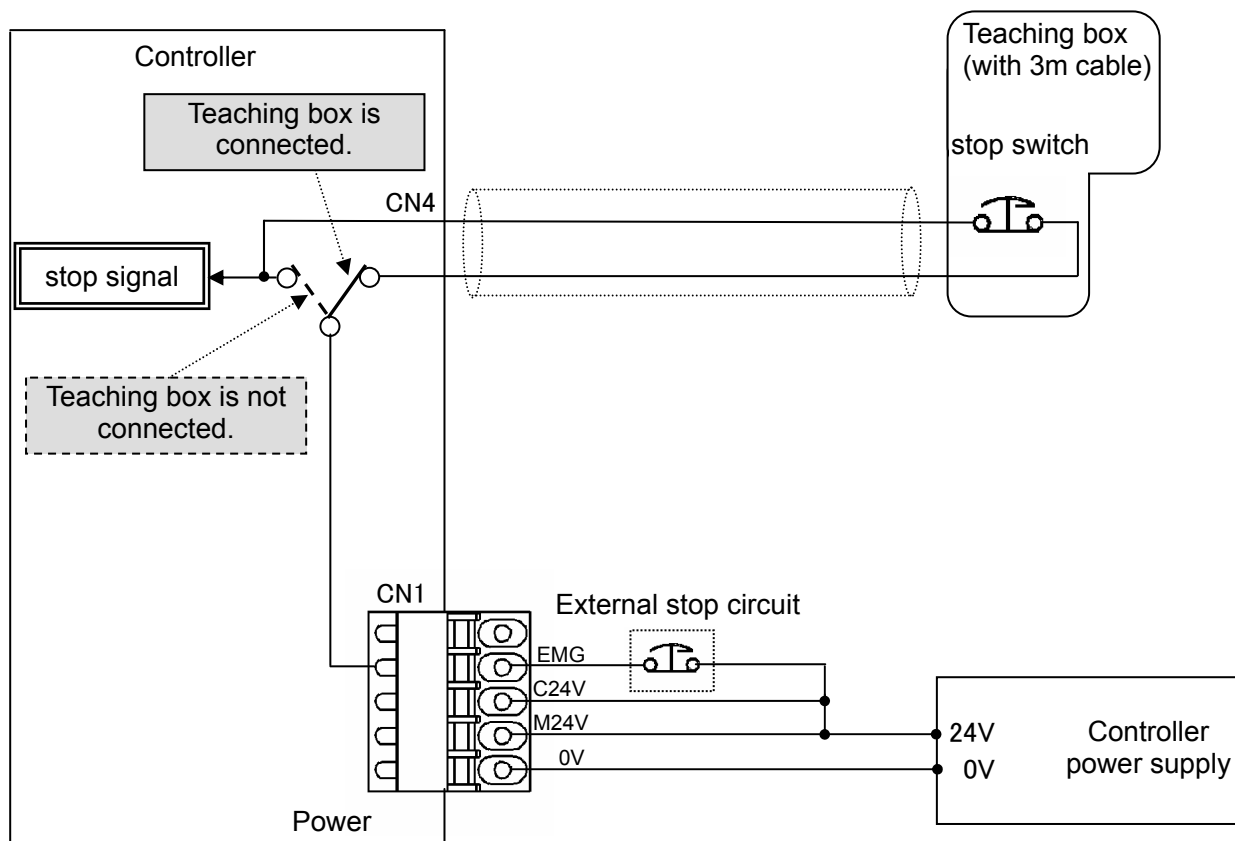 Controller
Teaching box
(with 3m cable)
Teaching box is
connected.
stop switch
CN4
stop signal
Teaching box is not
connected.
CN1
External stop circuit
EMG
C24V
M24V
0V
24V
0V
Controller
power supply
Power